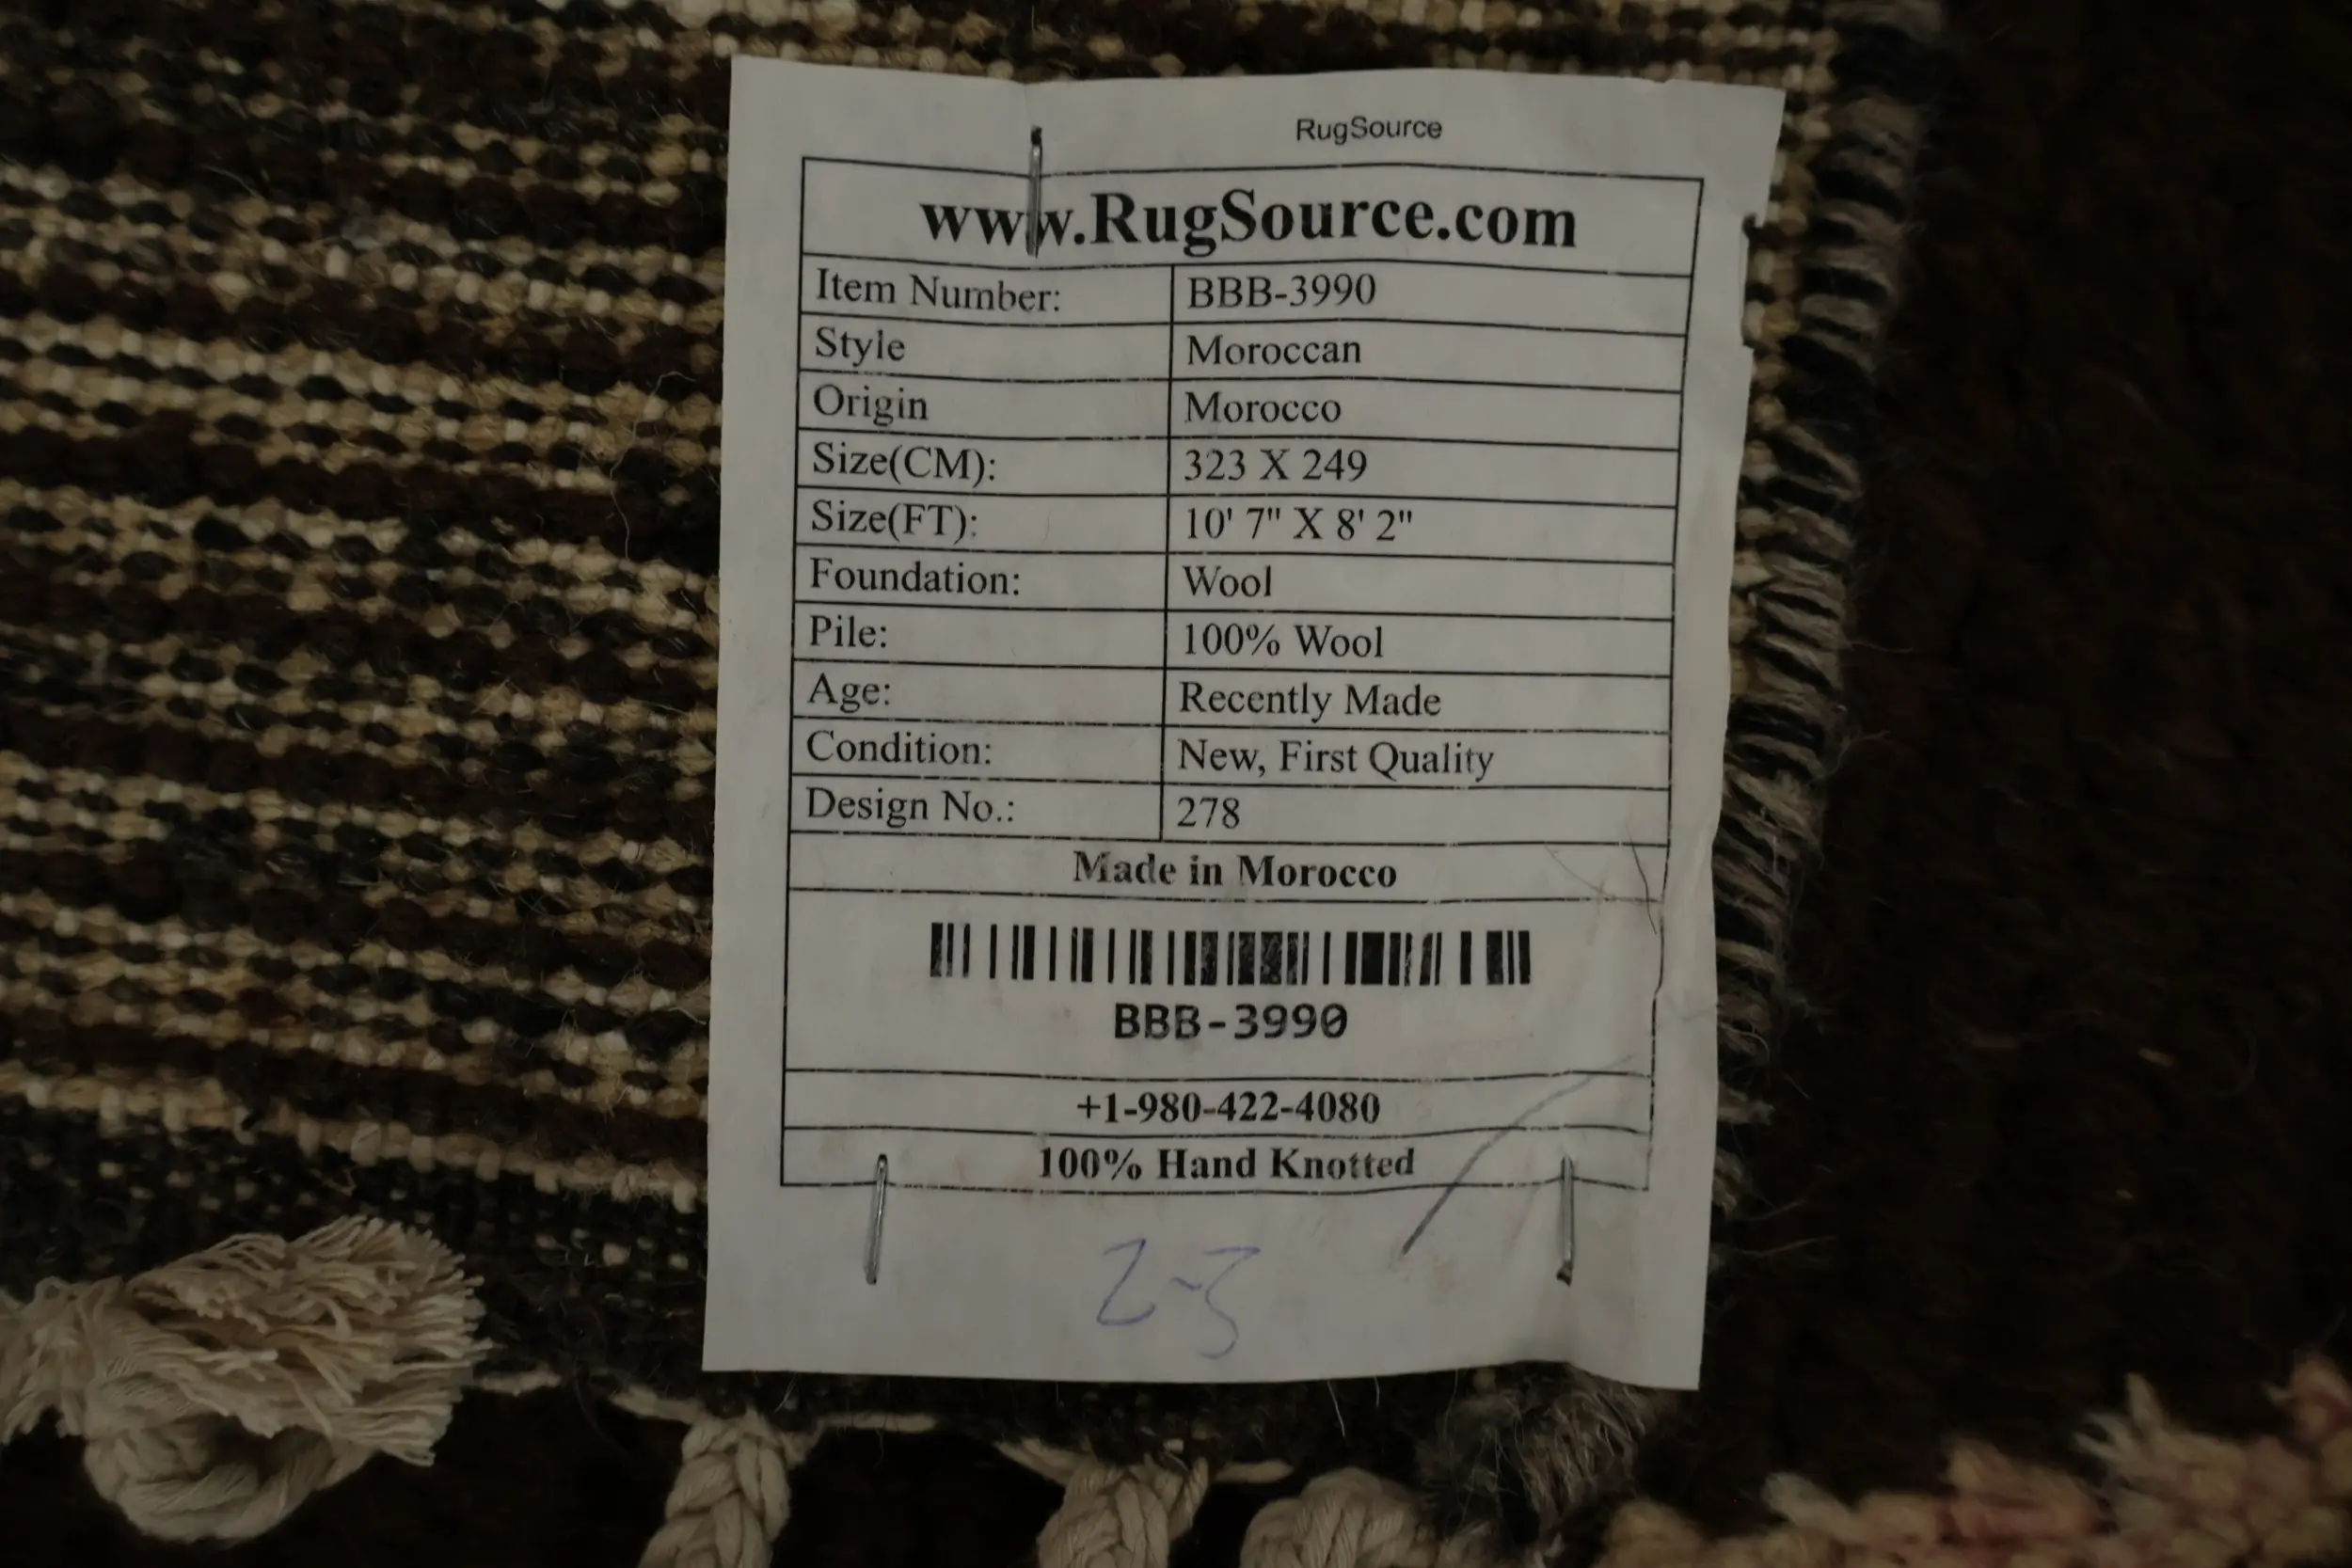 RugSource
www.RugSource.com
Item Number: BBB-3990
Style Moroccan
Origin Morocco
Size(CM): 323 X 249
Size(FT): 10' 7" X 8' 2"
Foundation: Wool
Pile: 100% Wool
Age: Recently Made
Condition: New, First Quality
Design No.: 278
Made in Morocco
BBB-3990
+1-980-422-4080
100% Hand Knotted